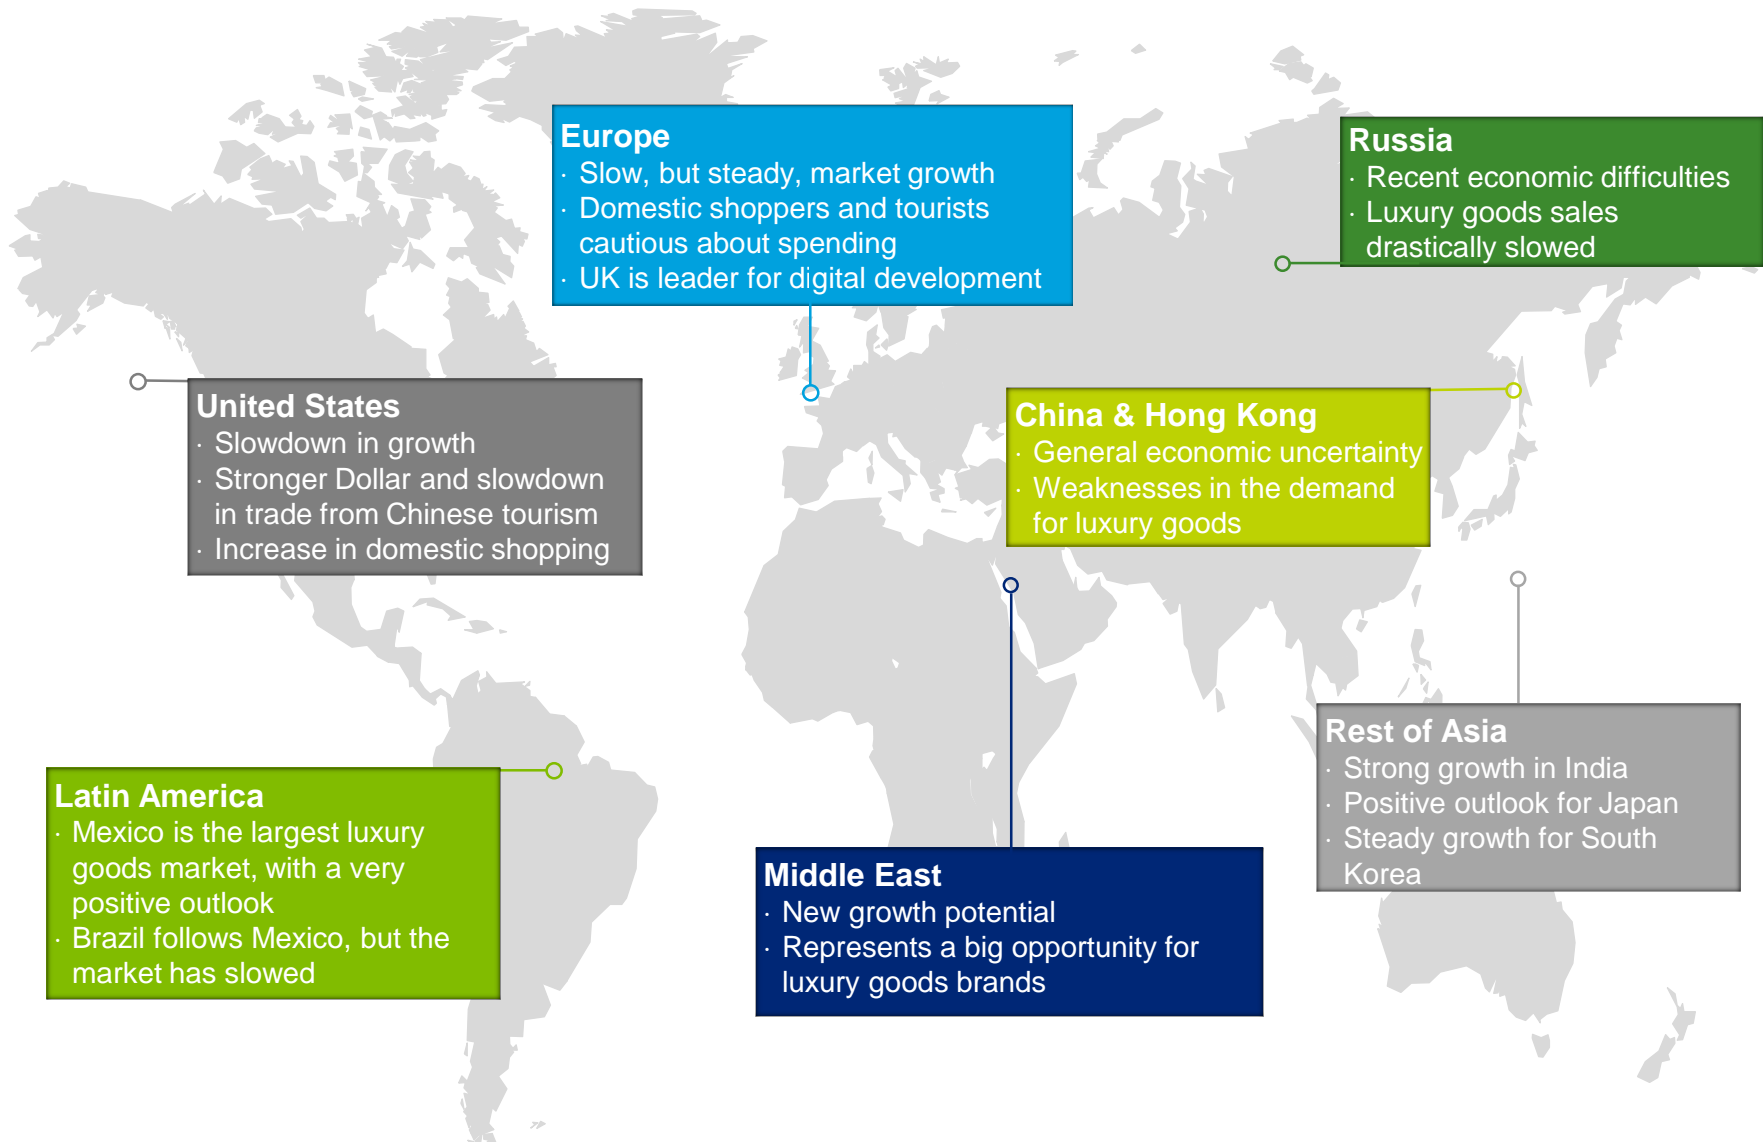 Europe
· Slow, but steady, market growth
· Domestic shoppers and tourists
cautious about spending
· UK is leader for digital development
Russia
· Recent economic difficulties
· Luxury goods sales
drastically slowed
United States
· Slowdown in growth
· Stronger Dollar and slowdown
in trade from Chinese tourism
· Increase in domestic shopping
China & Hong Kong
· General economic uncertainty
· Weaknesses in the demand
for luxury goods
Latin America
· Mexico is the largest luxury
goods market, with a very
positive outlook
· Brazil follows Mexico, but the
market has slowed
Middle East
· New growth potential
· Represents a big opportunity for
luxury goods brands
Rest of Asia
· Strong growth in India
· Positive outlook for Japan
· Steady growth for South
Korea